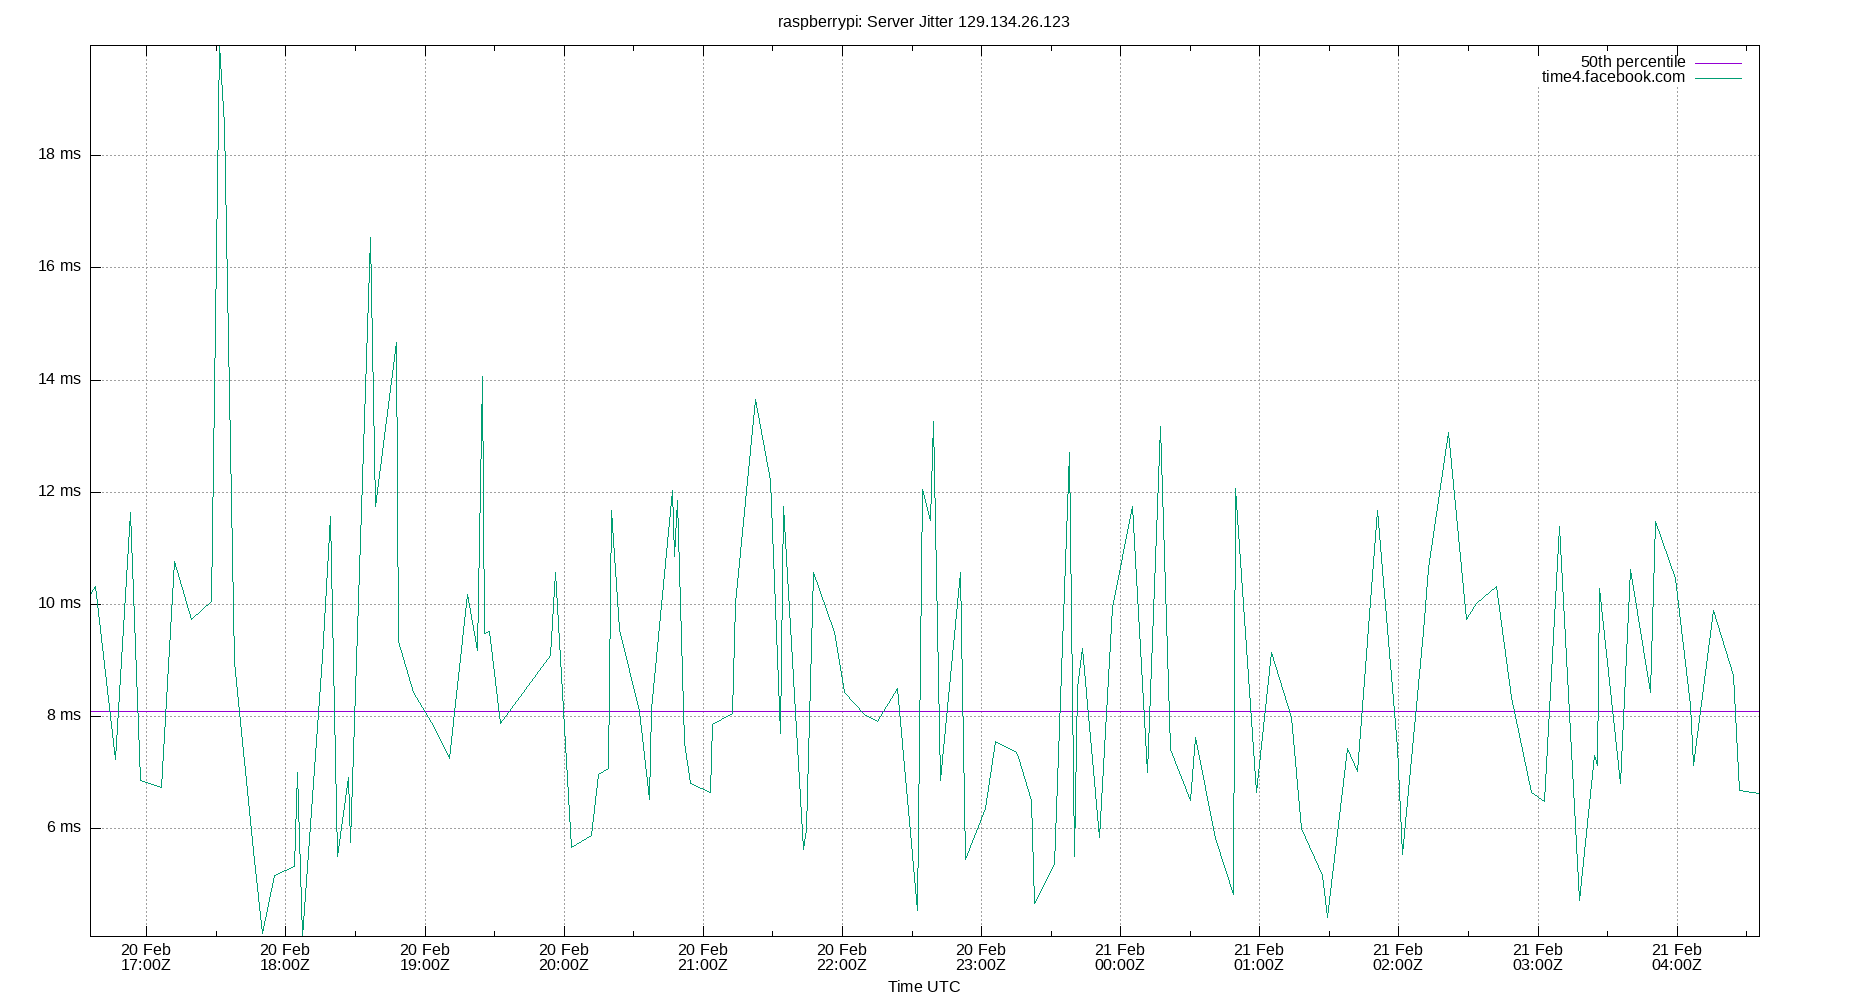 raspberrypi: Server Jitter 129.134.26.123
50th percentile
time4.facebook.com
18 ms
16 ms
14 ms
12 ms
10 ms
8 ms
6 ms
20 Feb 20 Feb 20 Feb 20 Feb 20 Feb 20 Feb 20 Feb 21 Feb 21 Feb 21 Feb 21 Feb 21 Feb
17:00Z 18:00Z 19:00Z 20:00Z 21:00Z 22:00Z 23:00Z 00:00Z 01:00Z 02:00Z 03:00Z 04:00Z
Time UTC